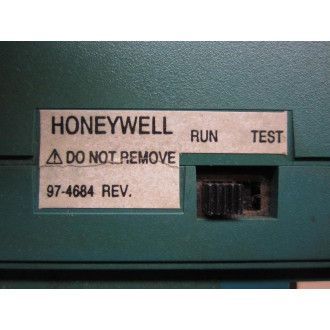 HONEYWELL RUN TEST
⚠ DO NOT REMOVE
97-4684 REV.